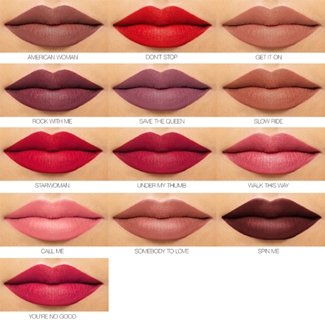 AMERICAN WOMAN
DON'T STOP
GET IT ON
ROCK WITH ME
SAVE THE QUEEN
SLOW RIDE
STARWOMAN
UNDER MY THUMB
WALK THIS WAY
CALL ME
SOMEBODY TO LOVE
SPIN ME
YOU'RE NO GOOD